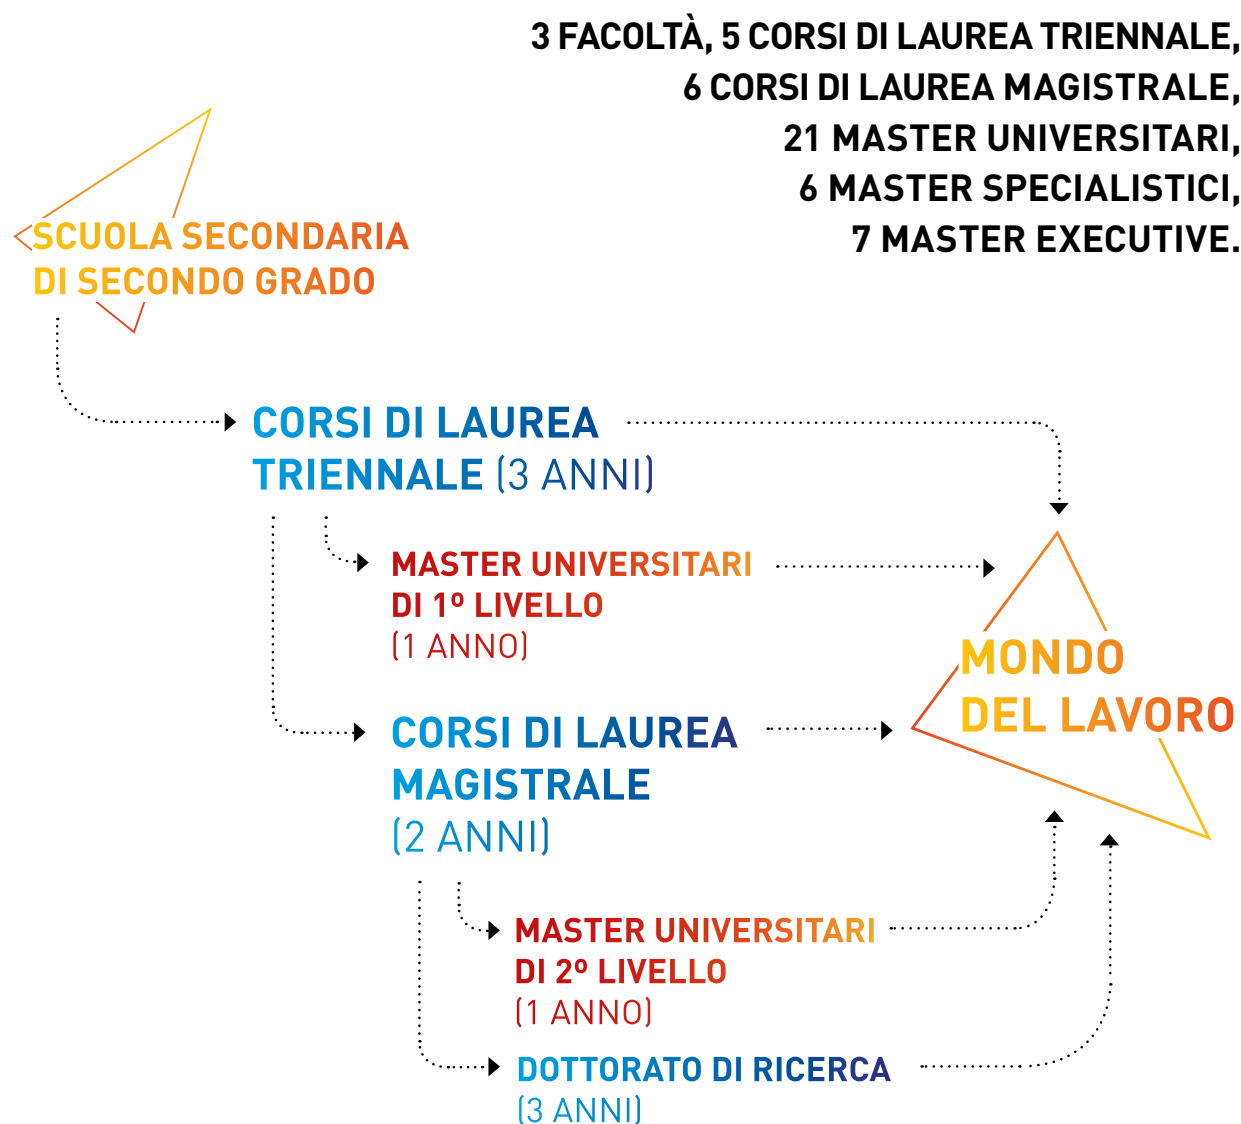 3 FACOLTÀ, 5 CORSI DI LAUREA TRIENNALE,
6 CORSI DI LAUREA MAGISTRALE,
21 MASTER UNIVERSITARI,
6 MASTER SPECIALISTICI,
7 MASTER EXECUTIVE.
SCUOLA SECONDARIA
DI SECONDO GRADO
CORSI DI LAUREA
TRIENNALE (3 ANNI)
MASTER UNIVERSITARI
DI 1º LIVELLO
(1 ANNO)
MONDO
DEL LAVORO
CORSI DI LAUREA
MAGISTRALE
(2 ANNI)
MASTER UNIVERSITARI
DI 2º LIVELLO
(1 ANNO)
DOTTORATO DI RICERCA
(3 ANNI)